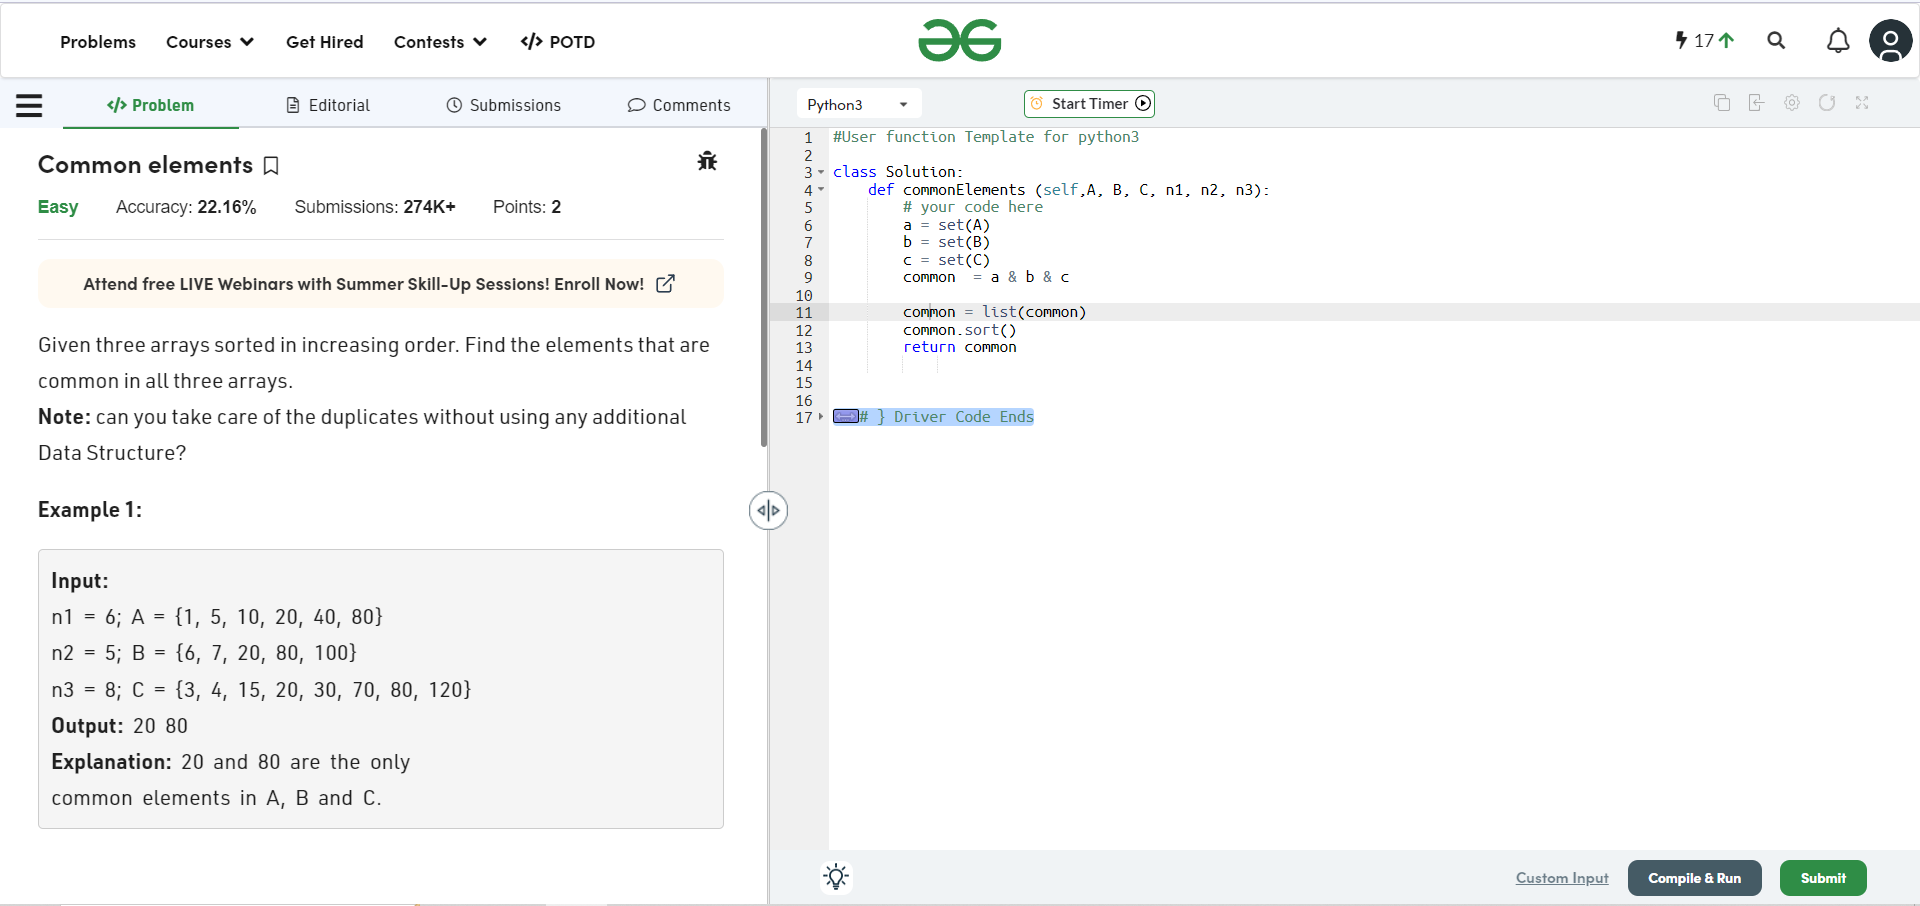 Problems Courses Get Hired Contests </> POTD 17
</> Problem Editorial Submissions Comments
Python3 Start Timer
Common elements
Easy Accuracy: 22.16% Submissions: 274K+ Points: 2
Attend free LIVE Webinars with Summer Skill-Up Sessions! Enroll Now!
Given three arrays sorted in increasing order. Find the elements that are
common in all three arrays.
Note: can you take care of the duplicates without using any additional
Data Structure?
Example 1:
Input:
n1 = 6; A = {1, 5, 10, 20, 40, 80}
n2 = 5; B = {6, 7, 20, 80, 100}
n3 = 8; C = {3, 4, 15, 20, 30, 70, 80, 120}
Output: 20 80
Explanation: 20 and 80 are the only
common elements in A, B and C.
1 #User function Template for python3
2
3 class Solution:
4     def commonElements (self,A, B, C, n1, n2, n3):
5         # your code here
6         a = set(A)
7         b = set(B)
8         c = set(C)
9         common  = a & b & c
10
11         common = list(common)
12         common.sort()
13         return common
14
15
16
17 # } Driver Code Ends
Custom Input Compile & Run Submit